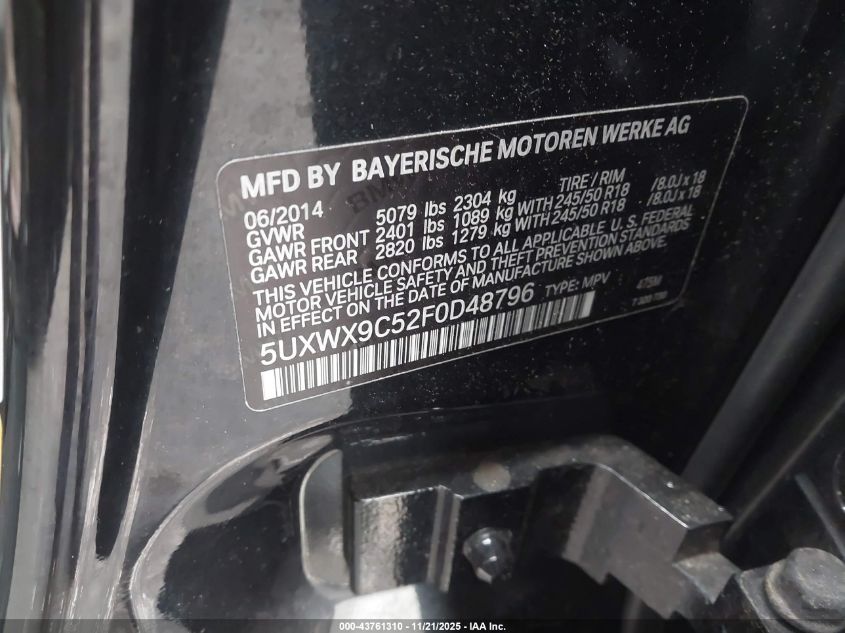 MFD BY BAYERISCHE MOTOREN WERKE AG
06/2014 TIRE / RIM
GVWR 5079 lbs 2304 kg
GAWR FRONT 2401 lbs 1089 kg WITH 245/50 R18 /8.0J x 18
GAWR REAR 2820 lbs 1279 kg WITH 245/50 R18 /8.0J x 18
THIS VEHICLE CONFORMS TO ALL APPLICABLE U.S. FEDERAL
MOTOR VEHICLE SAFETY AND THEFT PREVENTION STANDARDS
IN EFFECT ON THE DATE OF MANUFACTURE SHOWN ABOVE.
5UXWX9C52F0D48796 TYPE: MPV 475M
000-43761310 - 11/21/2025 - IAA Inc.